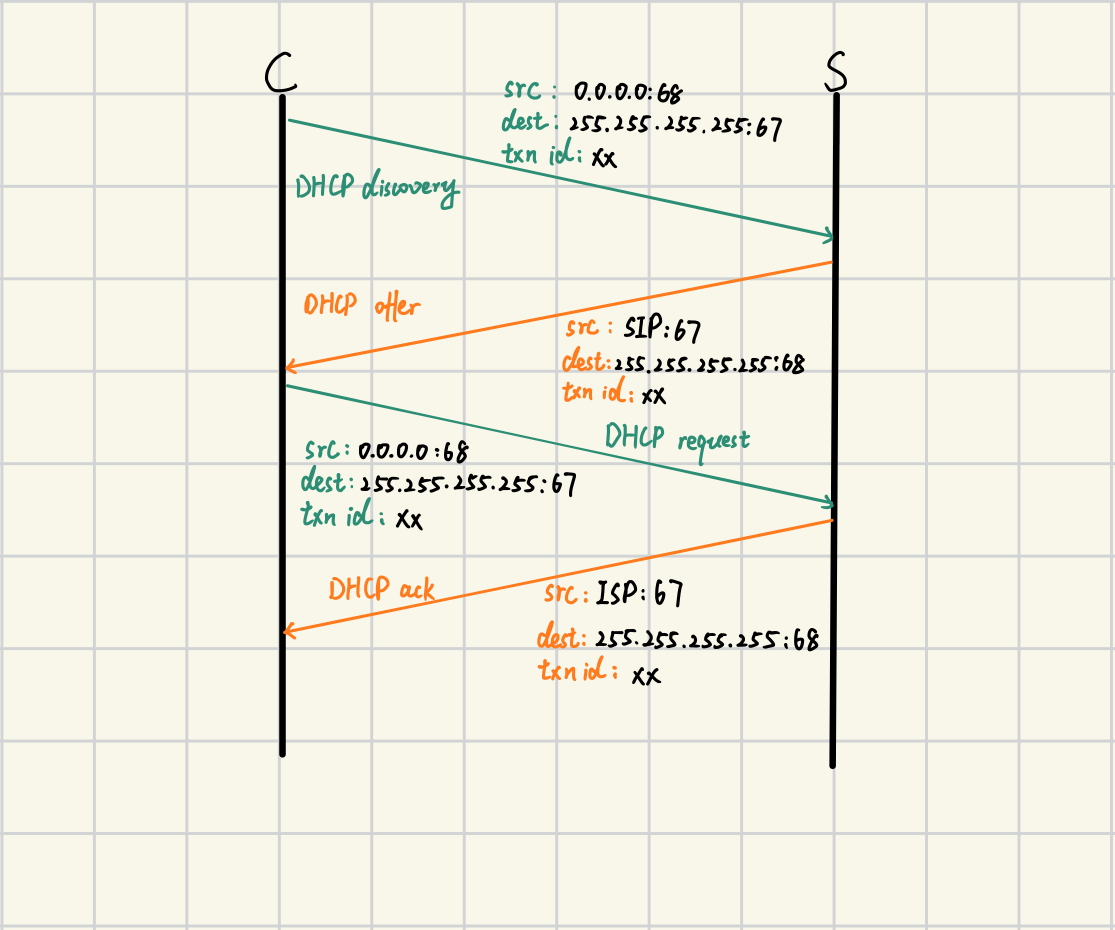 C
S
src: 0.0.0.0:68
dest: 255.255.255.255:67
txn id: xx
DHCP discovery
DHCP offer
src: SIP:67
dest: 255.255.255.255:68
txn id: xx
DHCP request
src: 0.0.0.0:68
dest: 255.255.255.255:67
txn id: xx
DHCP ack
src: ISP:67
dest: 255.255.255.255:68
txn id: xx